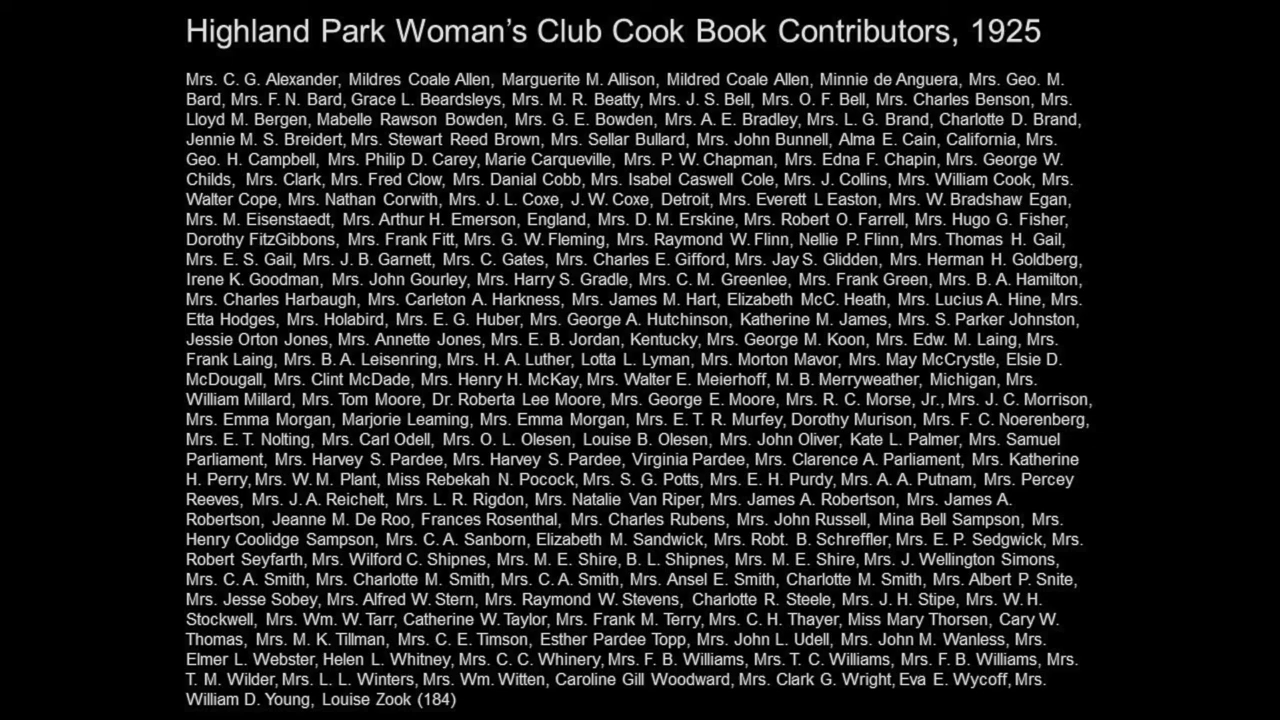 Highland Park Woman's Club Cook Book Contributors, 1925
Mrs. C. G. Alexander, Mildres Coale Allen, Marguerite M. Allison, Mildred Coale Allen, Minnie de Anguera, Mrs. Geo. M.
Bard, Mrs. F. N. Bard, Grace L. Beardsleys, Mrs. M. R. Beatty, Mrs. J. S. Bell, Mrs. O. F. Bell, Mrs. Charles Benson, Mrs.
Lloyd M. Bergen, Mabelle Rawson Bowden, Mrs. G. E. Bowden, Mrs. A. E. Bradley, Mrs. L. G. Brand, Charlotte D. Brand,
Jennie M. S. Breidert, Mrs. Stewart Reed Brown, Mrs. Sellar Bullard, Mrs. John Bunnell, Alma E. Cain, California, Mrs.
Geo. H. Campbell, Mrs. Philip D. Carey, Marie Carqueville, Mrs. P. W. Chapman, Mrs. Edna F. Chapin, Mrs. George W.
Childs, Mrs. Clark, Mrs. Fred Clow, Mrs. Danial Cobb, Mrs. Isabel Caswell Cole, Mrs. J. Collins, Mrs. William Cook, Mrs.
Walter Cope, Mrs. Nathan Corwith, Mrs. J. L. Coxe, J. W. Coxe, Detroit, Mrs. Everett L Easton, Mrs. W. Bradshaw Egan,
Mrs. M. Eisenstaedt, Mrs. Arthur H. Emerson, England, Mrs. D. M. Erskine, Mrs. Robert O. Farrell, Mrs. Hugo G. Fisher,
Dorothy FitzGibbons, Mrs. Frank Fitt, Mrs. G. W. Fleming, Mrs. Raymond W. Flinn, Nellie P. Flinn, Mrs. Thomas H. Gail,
Mrs. E. S. Gail, Mrs. J. B. Garnett, Mrs. C. Gates, Mrs. Charles E. Gifford, Mrs. Jay S. Glidden, Mrs. Herman H. Goldberg,
Irene K. Goodman, Mrs. John Gourley, Mrs. Harry S. Gradle, Mrs. C. M. Greenlee, Mrs. Frank Green, Mrs. B. A. Hamilton,
Mrs. Charles Harbaugh, Mrs. Carleton A. Harkness, Mrs. James M. Hart, Elizabeth McC. Heath, Mrs. Lucius A. Hine, Mrs.
Etta Hodges, Mrs. Holabird, Mrs. E. G. Huber, Mrs. George A. Hutchinson, Katherine M. James, Mrs. S. Parker Johnston,
Jessie Orton Jones, Mrs. Annette Jones, Mrs. E. B. Jordan, Kentucky, Mrs. George M. Koon, Mrs. Edw. M. Laing, Mrs.
Frank Laing, Mrs. B. A. Leisenring, Mrs. H. A. Luther, Lotta L. Lyman, Mrs. Morton Mavor, Mrs. May McCrystle, Elsie D.
McDougall, Mrs. Clint McDade, Mrs. Henry H. McKay, Mrs. Walter E. Meierhoff, M. B. Merryweather, Michigan, Mrs.
William Millard, Mrs. Tom Moore, Dr. Roberta Lee Moore, Mrs. George E. Moore, Mrs. R. C. Morse, Jr., Mrs. J. C. Morrison,
Mrs. Emma Morgan, Marjorie Leaming, Mrs. Emma Morgan, Mrs. E. T. R. Murfey, Dorothy Murison, Mrs. F. C. Noerenberg,
Mrs. E. T. Nolting, Mrs. Carl Odell, Mrs. O. L. Olesen, Louise B. Olesen, Mrs. John Oliver, Kate L. Palmer, Mrs. Samuel
Parliament, Mrs. Harvey S. Pardee, Mrs. Harvey S. Pardee, Virginia Pardee, Mrs. Clarence A. Parliament, Mrs. Katherine
H. Perry, Mrs. W. M. Plant, Miss Rebekah N. Pocock, Mrs. S. G. Potts, Mrs. E. H. Purdy, Mrs. A. A. Putnam, Mrs. Percey
Reeves, Mrs. J. A. Reichelt, Mrs. L. R. Rigdon, Mrs. Natalie Van Riper, Mrs. James A. Robertson, Mrs. James A.
Robertson, Jeanne M. De Roo, Frances Rosenthal, Mrs. Charles Rubens, Mrs. John Russell, Mina Bell Sampson, Mrs.
Henry Coolidge Sampson, Mrs. C. A. Sanborn, Elizabeth M. Sandwick, Mrs. Robt. B. Schreffler, Mrs. E. P. Sedgwick, Mrs.
Robert Seyfarth, Mrs. Wilford C. Shipnes, Mrs. M. E. Shire, B. L. Shipnes, Mrs. M. E. Shire, Mrs. J. Wellington Simons,
Mrs. C. A. Smith, Mrs. Charlotte M. Smith, Mrs. C. A. Smith, Mrs. Ansel E. Smith, Charlotte M. Smith, Mrs. Albert P. Snite,
Mrs. Jesse Sobey, Mrs. Alfred W. Stern, Mrs. Raymond W. Stevens, Charlotte R. Steele, Mrs. J. H. Stipe, Mrs. W. H.
Stockwell, Mrs. Wm. W. Tarr, Catherine W. Taylor, Mrs. Frank M. Terry, Mrs. C. H. Thayer, Miss Mary Thorsen, Cary W.
Thomas, Mrs. M. K. Tillman, Mrs. C. E. Timson, Esther Pardee Topp, Mrs. John L. Udell, Mrs. John M. Wanless, Mrs.
Elmer L. Webster, Helen L. Whitney, Mrs. C. C. Whinery, Mrs. F. B. Williams, Mrs. T. C. Williams, Mrs. F. B. Williams, Mrs.
T. M. Wilder, Mrs. L. L. Winters, Mrs. Wm. Witten, Caroline Gill Woodward, Mrs. Clark G. Wright, Eva E. Wycoff, Mrs.
William D. Young, Louise Zook (184)